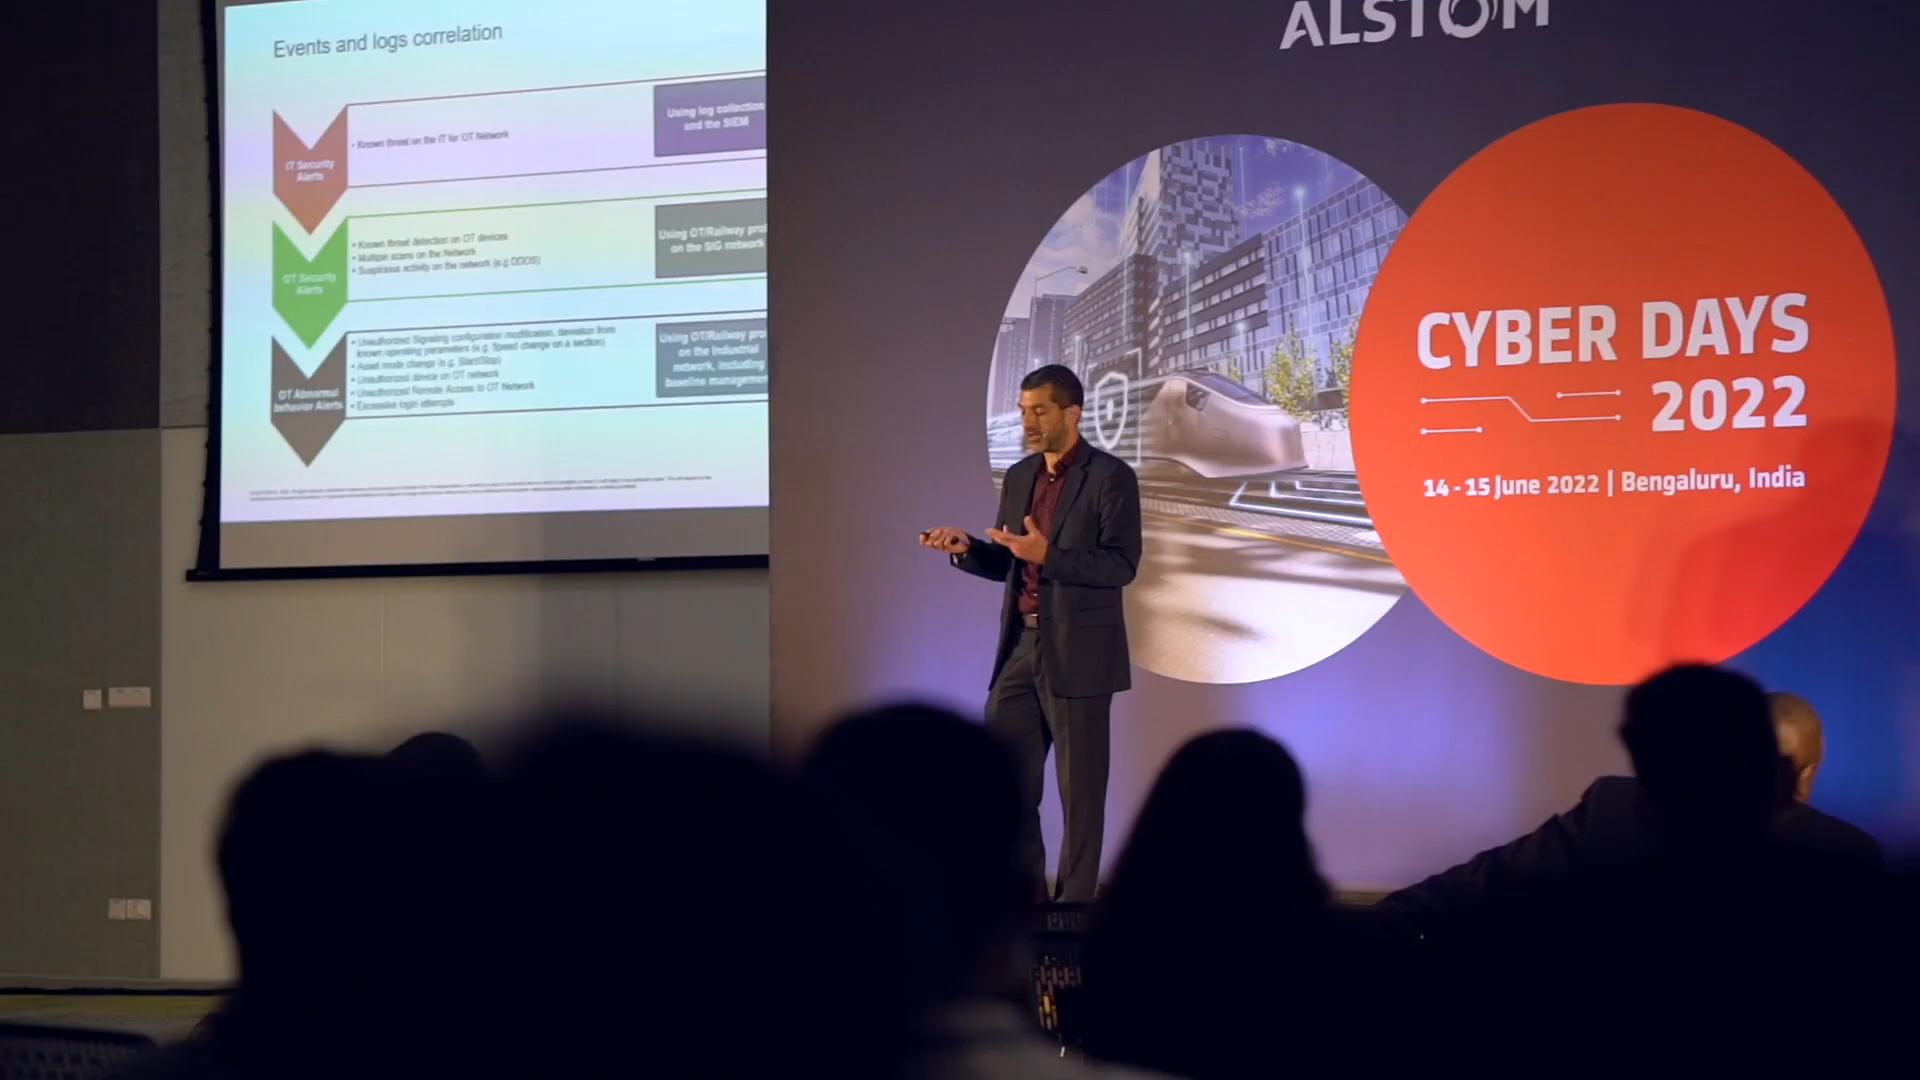 Events and logs correlation
IT Security
Alerts
• Known threat on the IT for OT Network
Using log collection
and the SIEM
OT Security
Alerts
• Known threat detection on OT devices
• Multiple scans on the Network
• Suspicious activity on the network (e.g DDOS)
Using OT/Railway
on the SIG network
OT Abnormal
behavior Alerts
• Unauthorized Signaling configuration modification, deviation from
known operating parameters (e.g. Speed change on a section)
• Asset mode change (e.g. Start/Stop)
• Unauthorized device on OT network
• Unauthorized Remote Access to OT Network
• Excessive login attempts
Using OT/Railway
on the Industrial
network, including
baseline
ALSTOM
CYBER DAYS
2022
14 - 15 June 2022 | Bengaluru, India